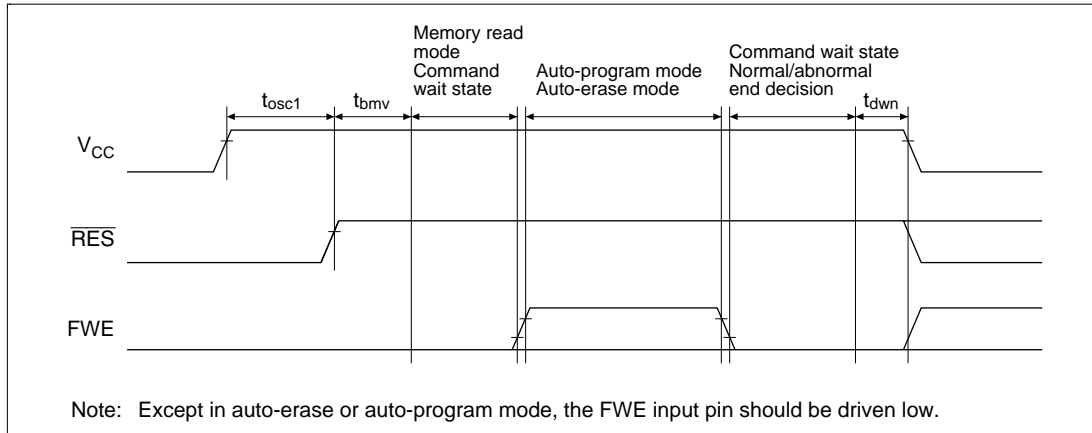 Memory read
mode
Command
wait state
Auto-program mode
Auto-erase mode
Command wait state
Normal/abnormal
end decision
tosc1
tbmv
tdwn
VCC
RES
FWE
Note: Except in auto-erase or auto-program mode, the FWE input pin should be driven low.